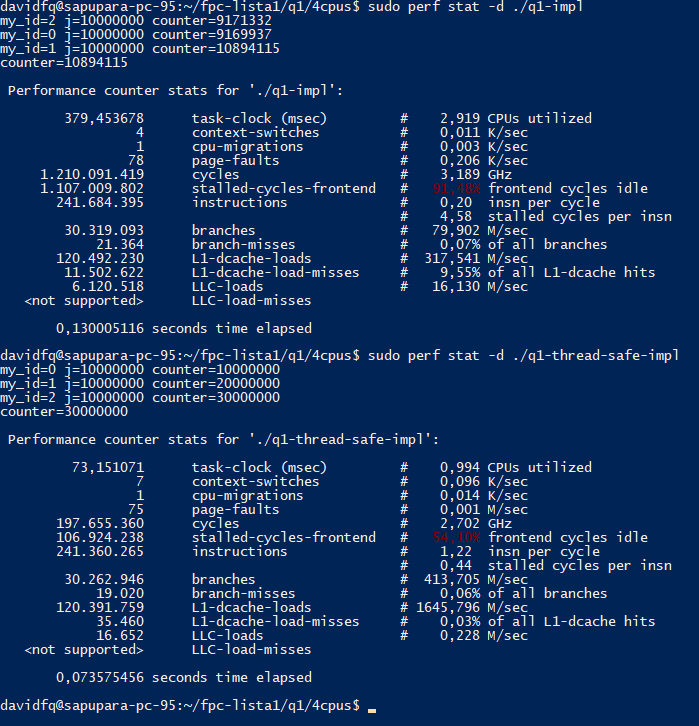 davidfq@sapupara-pc-95:~/fpc-lista1/q1/4cpus$ sudo perf stat -d ./q1-impl
my_id=2 j=10000000 counter=9171332
my_id=0 j=10000000 counter=9169937
my_id=1 j=10000000 counter=10894115
counter=10894115
Performance counter stats for './q1-impl':
379,453678 task-clock (msec) # 2,919 CPUs utilized
4 context-switches # 0,011 K/sec
1 cpu-migrations # 0,003 K/sec
78 page-faults # 0,206 K/sec
1.210.091.419 cycles # 3,189 GHz
1.107.009.802 stalled-cycles-frontend # 91,48% frontend cycles idle
241.684.395 instructions # 0,20 insn per cycle
# 4,58 stalled cycles per insn
30.319.093 branches # 79,902 M/sec
21.364 branch-misses # 0,07% of all branches
120.492.230 L1-dcache-loads # 317,541 M/sec
11.502.622 L1-dcache-load-misses # 9,55% of all L1-dcache hits
6.120.518 LLC-loads # 16,130 M/sec
<not supported> LLC-load-misses
0,130005116 seconds time elapsed
davidfq@sapupara-pc-95:~/fpc-lista1/q1/4cpus$ sudo perf stat -d ./q1-thread-safe-impl
my_id=0 j=10000000 counter=10000000
my_id=1 j=10000000 counter=20000000
my_id=2 j=10000000 counter=30000000
counter=30000000
Performance counter stats for './q1-thread-safe-impl':
73,151071 task-clock (msec) # 0,994 CPUs utilized
7 context-switches # 0,096 K/sec
1 cpu-migrations # 0,014 K/sec
75 page-faults # 0,001 M/sec
197.655.360 cycles # 2,702 GHz
106.924.238 stalled-cycles-frontend # 54,10% frontend cycles idle
241.360.265 instructions # 1,22 insn per cycle
# 0,44 stalled cycles per insn
30.262.946 branches # 413,705 M/sec
19.020 branch-misses # 0,06% of all branches
120.391.759 L1-dcache-loads # 1645,796 M/sec
35.460 L1-dcache-load-misses # 0,03% of all L1-dcache hits
16.652 LLC-loads # 0,228 M/sec
<not supported> LLC-load-misses
0,073575456 seconds time elapsed
davidfq@sapupara-pc-95:~/fpc-lista1/q1/4cpus$